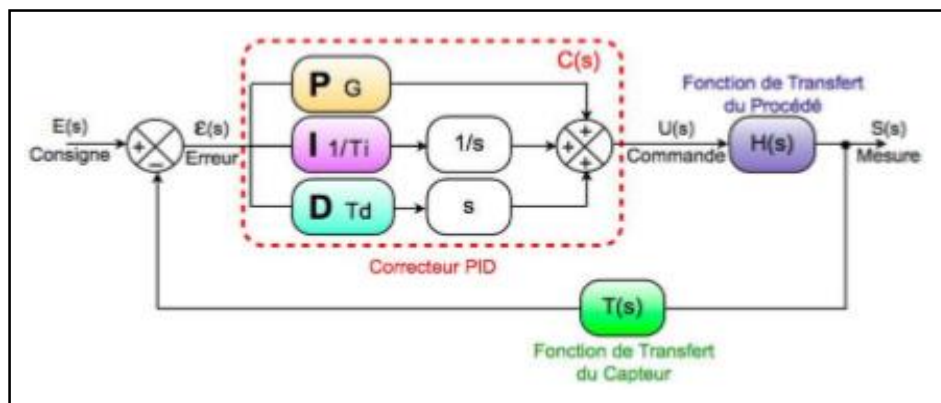 C(s)
P G
Fonction de Transfert
du Procédé
E(s)
Consigne
+
−
ε(s)
Erreur
I 1/Ti
1/s
+
+
+
U(s)
Commande
H(s)
S(s)
Mesure
D Td
s
Correcteur PID
T(s)
Fonction de Transfert
du Capteur